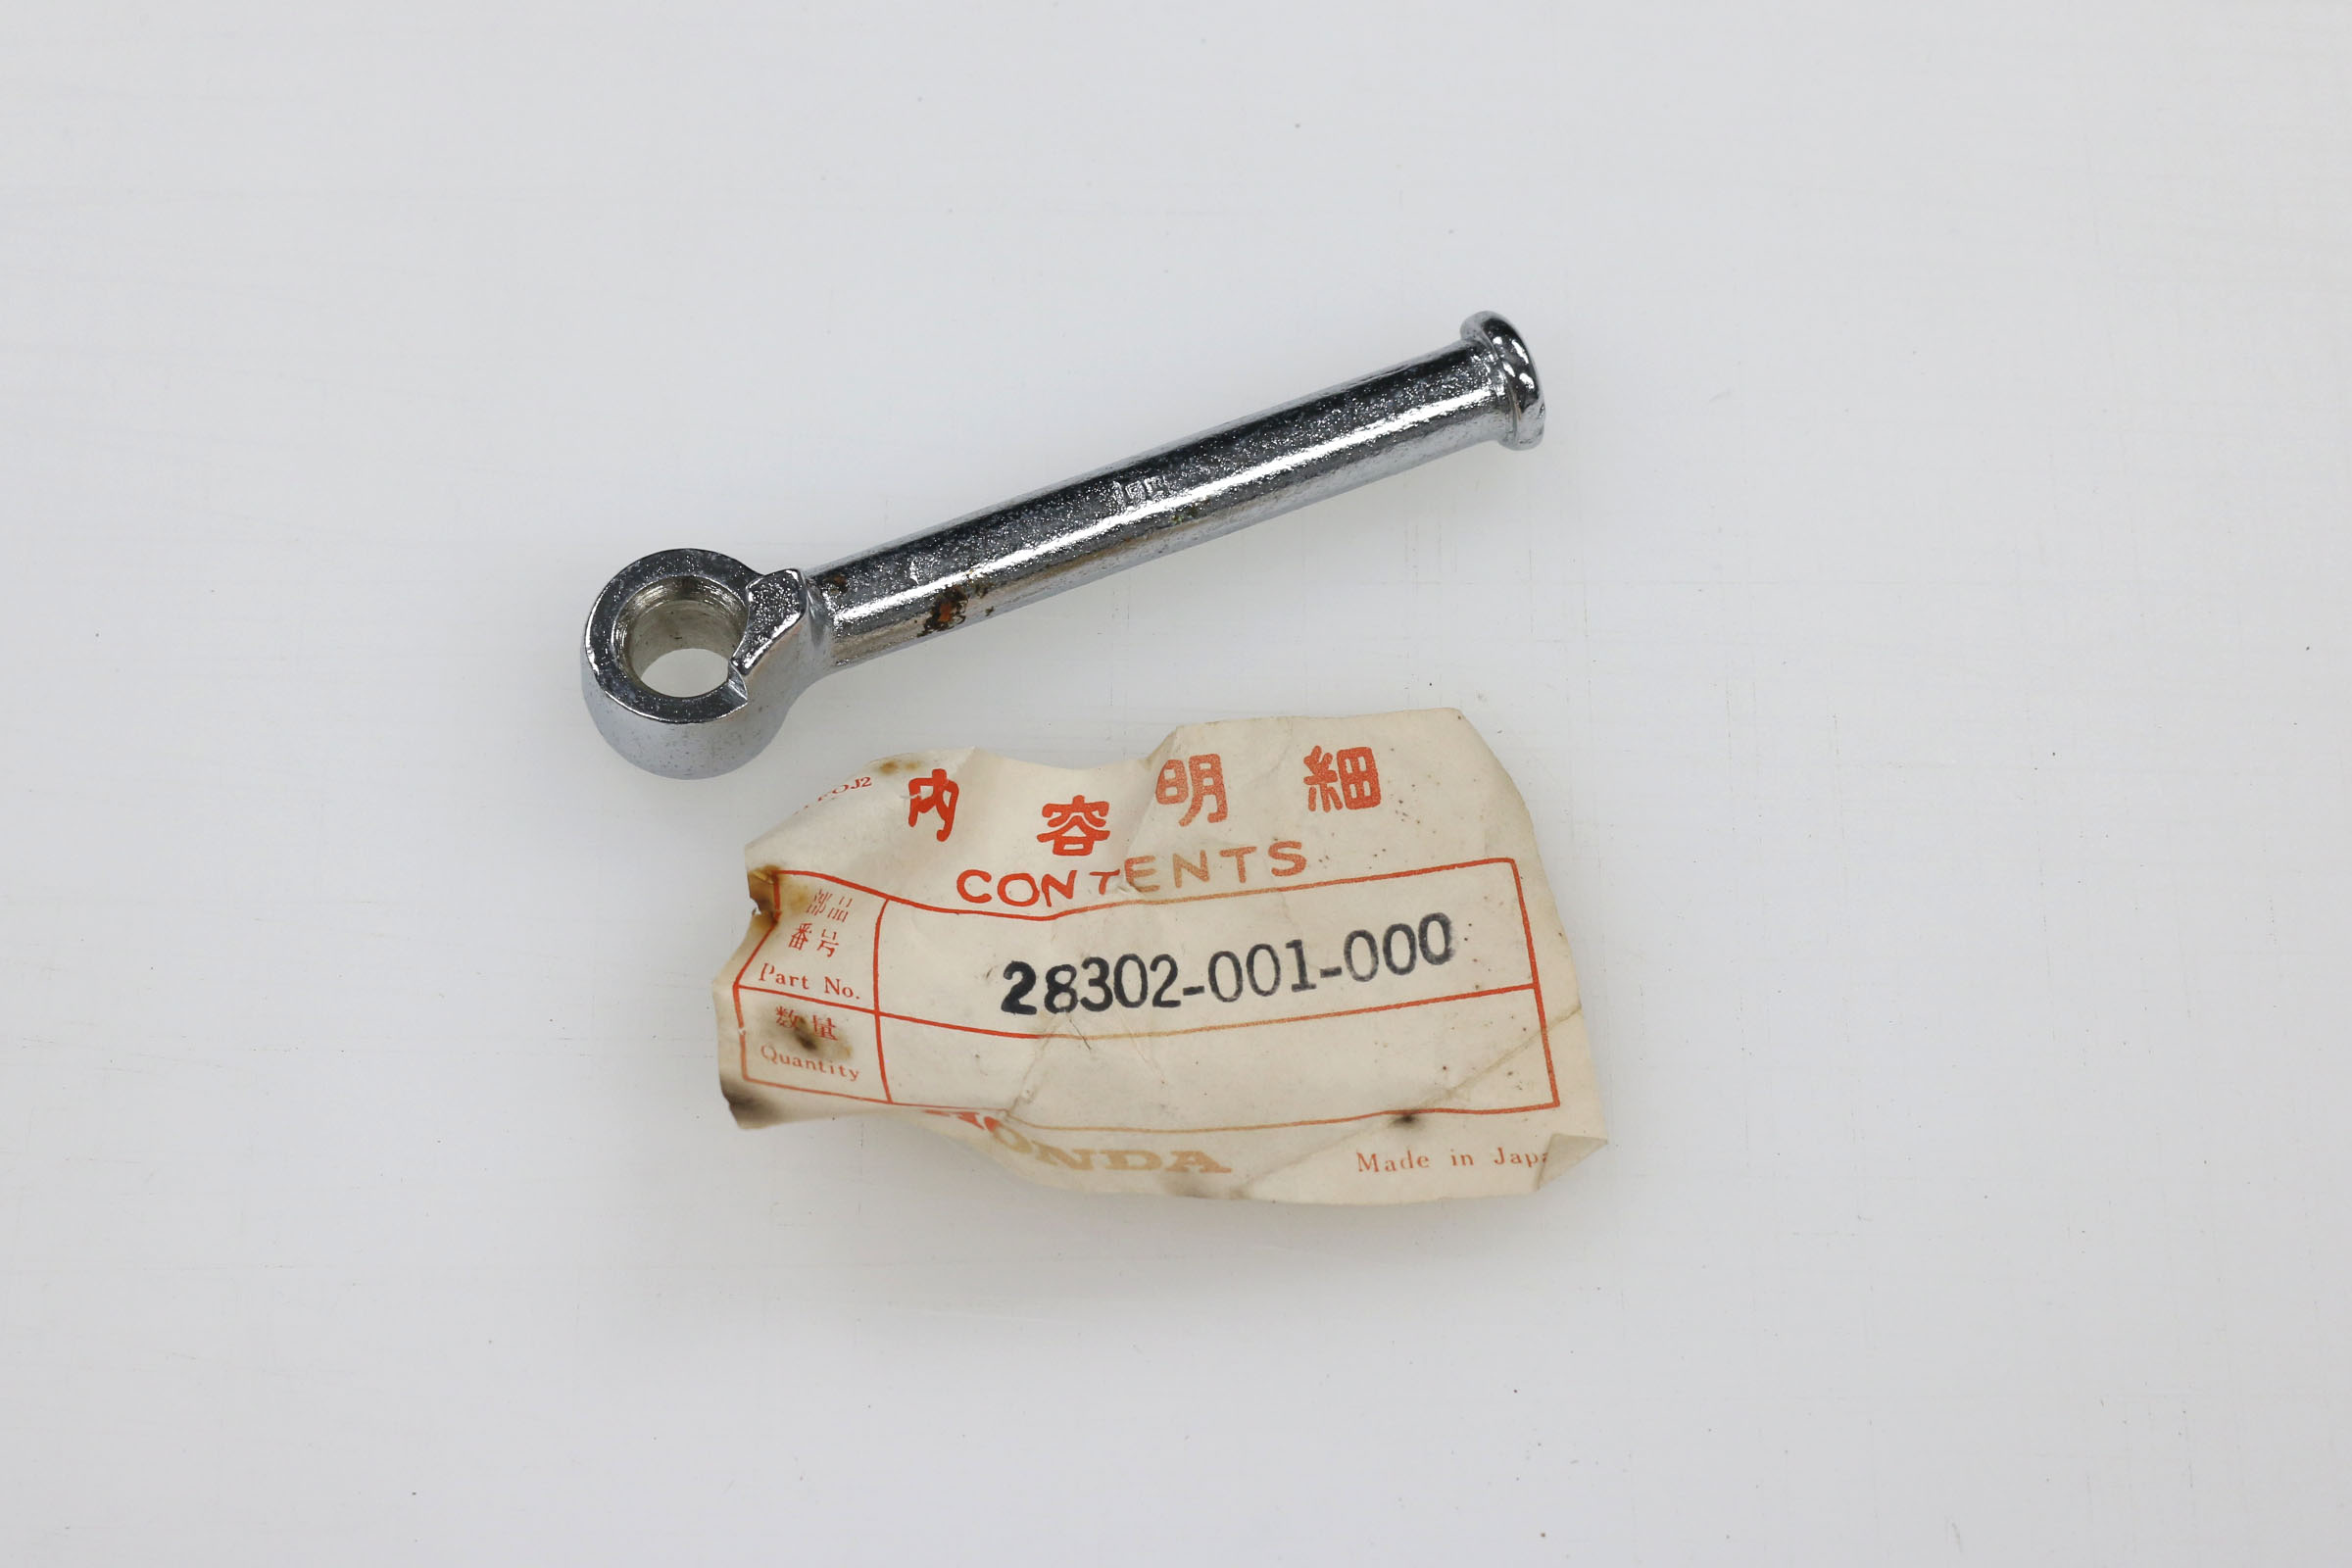 内容明細
CONTENTS
部品
番号
Part No.
28302-001-000
数量
Quantity
HONDA
Made in Japa